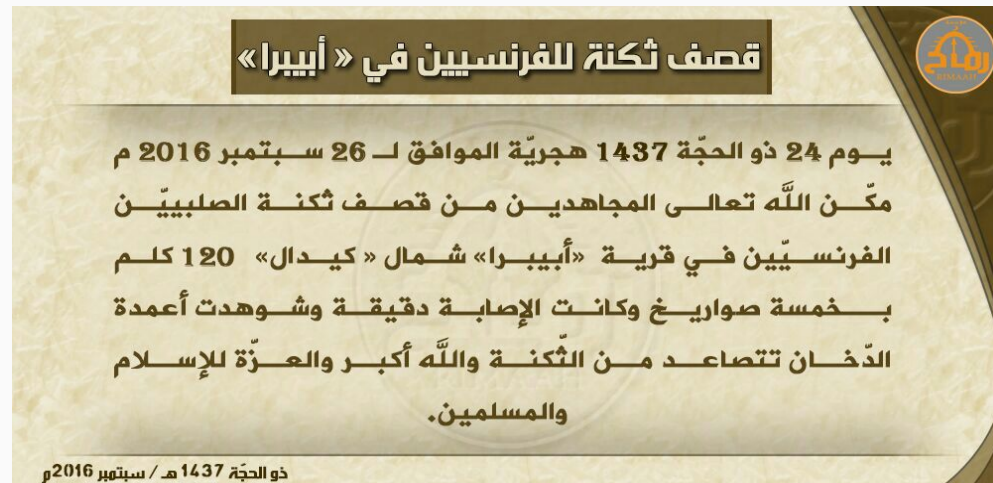 قصف ثكنة للفرنسيين في « أبيبرا»
رماح
RIMAAH
يوم 24 ذو الحجّة 1437 هجريّة الموافق لـ 26 سبتمبر 2016 م
مكّن اللَّه تعالى المجاهدين من قصف ثكنة الصلبييّن
الفرنسيّين في قرية «أبيبرا» شمال « كيدال» 120 كلم
بخمسة صواريخ وكانت الإصابة دقيقة وشوهدت أعمدة
الدّخان تتصاعد من الثّكنة واللَّه أكبر والعزّة للإسلام
والمسلمين.
ذو الحجّة 1437 هـ / سبتمبر 2016م